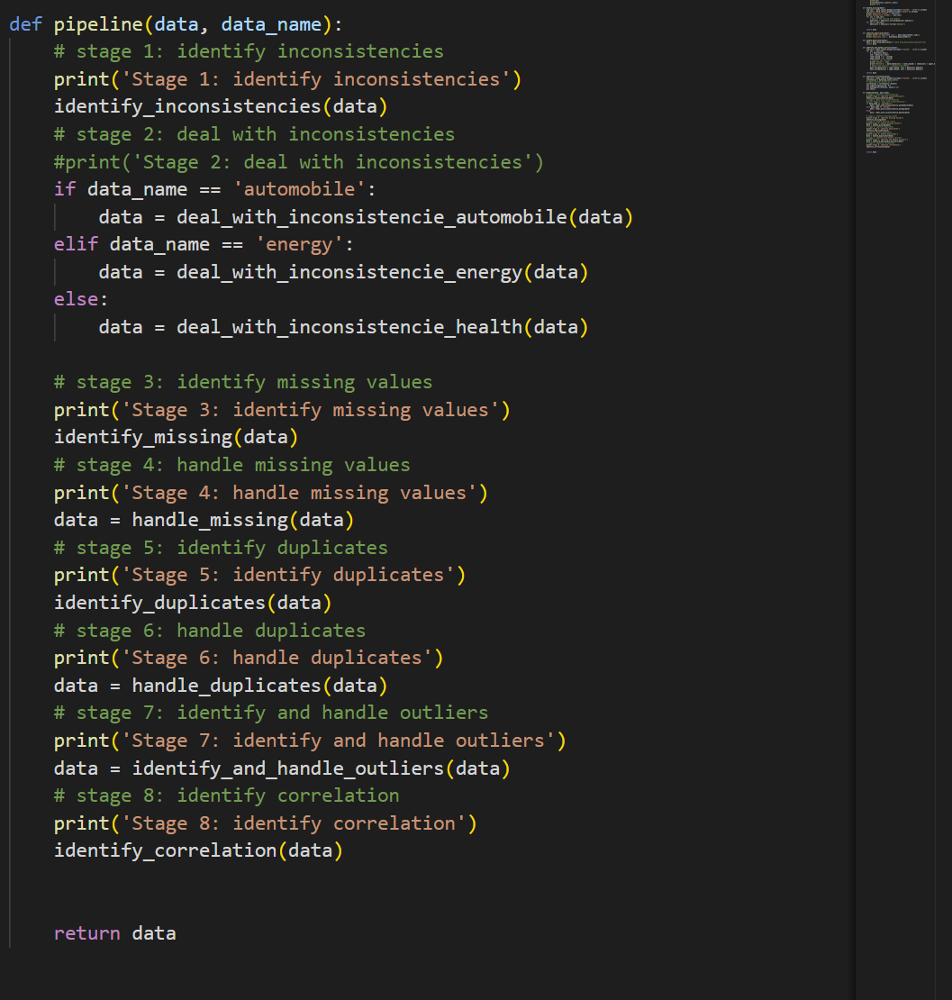 def pipeline(data, data_name):
    # stage 1: identify inconsistencies
    print('Stage 1: identify inconsistencies')
    identify_inconsistencies(data)
    # stage 2: deal with inconsistencies
    #print('Stage 2: deal with inconsistencies')
    if data_name == 'automobile':
        data = deal_with_inconsistencie_automobile(data)
    elif data_name == 'energy':
        data = deal_with_inconsistencie_energy(data)
    else:
        data = deal_with_inconsistencie_health(data)

    # stage 3: identify missing values
    print('Stage 3: identify missing values')
    identify_missing(data)
    # stage 4: handle missing values
    print('Stage 4: handle missing values')
    data = handle_missing(data)
    # stage 5: identify duplicates
    print('Stage 5: identify duplicates')
    identify_duplicates(data)
    # stage 6: handle duplicates
    print('Stage 6: handle duplicates')
    data = handle_duplicates(data)
    # stage 7: identify and handle outliers
    print('Stage 7: identify and handle outliers')
    data = identify_and_handle_outliers(data)
    # stage 8: identify correlation
    print('Stage 8: identify correlation')
    identify_correlation(data)


    return data